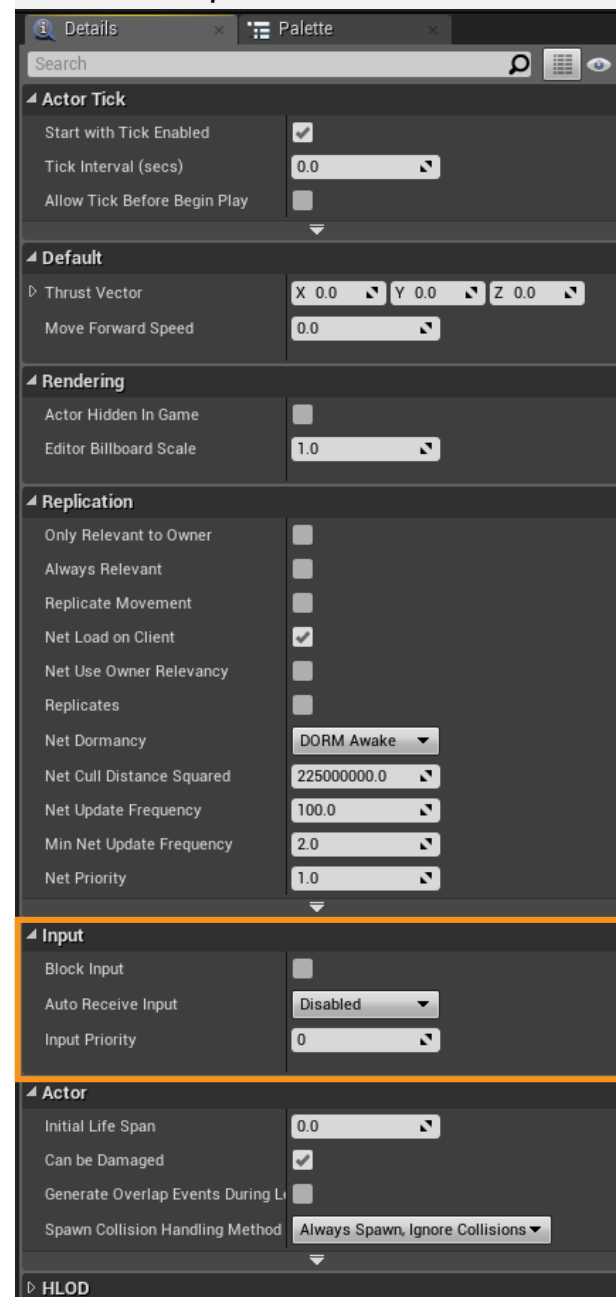 Details Palette
Search
Actor Tick
Start with Tick Enabled
Tick Interval (secs) 0.0
Allow Tick Before Begin Play
Default
Thrust Vector X 0.0 Y 0.0 Z 0.0
Move Forward Speed 0.0
Rendering
Actor Hidden In Game
Editor Billboard Scale 1.0
Replication
Only Relevant to Owner
Always Relevant
Replicate Movement
Net Load on Client
Net Use Owner Relevancy
Replicates
Net Dormancy DORM Awake
Net Cull Distance Squared 225000000.0
Net Update Frequency 100.0
Min Net Update Frequency 2.0
Net Priority 1.0
Input
Block Input
Auto Receive Input Disabled
Input Priority 0
Actor
Initial Life Span 0.0
Can be Damaged
Generate Overlap Events During L
Spawn Collision Handling Method Always Spawn, Ignore Collisions
HLOD